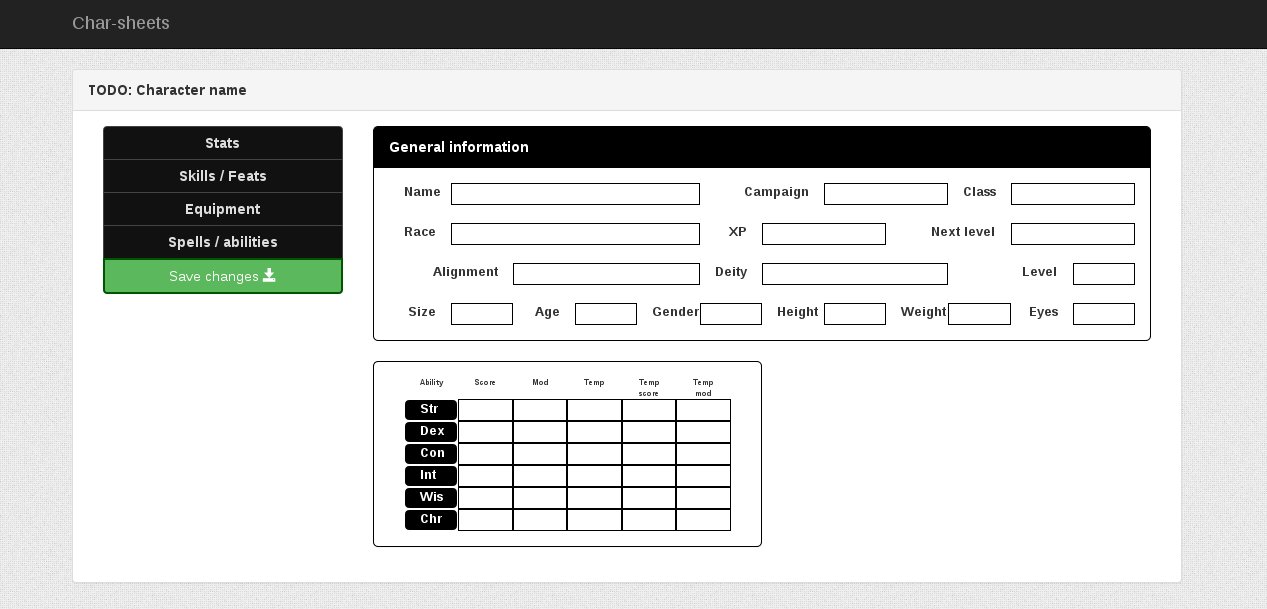 Char-sheets
TODO: Character name
Stats
Skills / Feats
Equipment
Spells / abilities
Save changes
General information
Name Campaign Class
Race XP Next level
Alignment Deity Level
Size Age Gender Height Weight Eyes
Ability Score Mod Temp Temp score Temp mod
Str
Dex
Con
Int
Wis
Chr